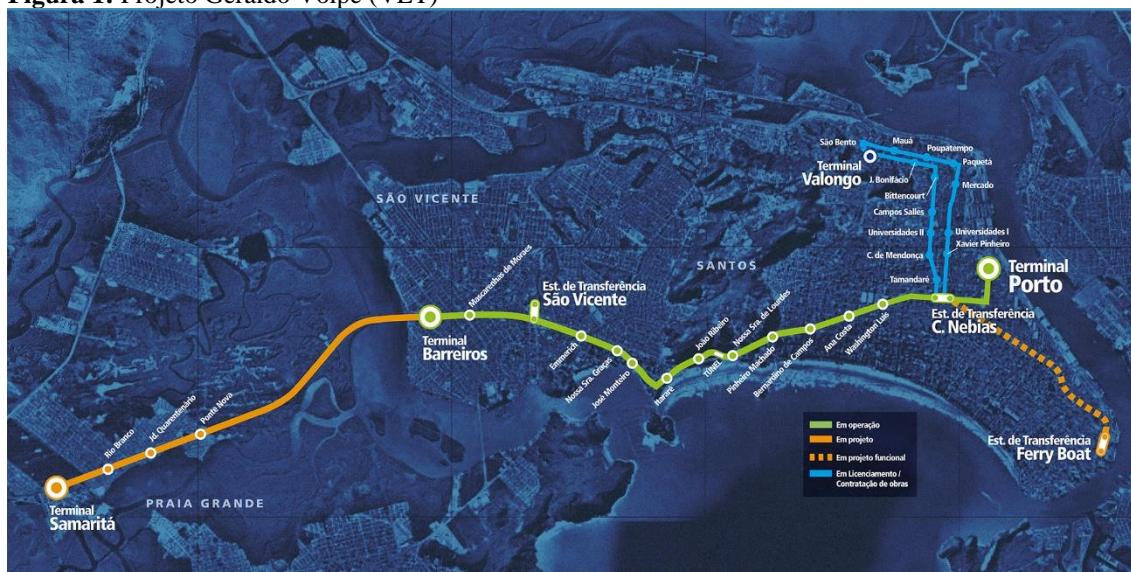 Figura 1: Projeto Geraldo Volpe (VLT)
São Bento
Mauá
Poupatempo
Paquetá
Terminal
Valongo
J. Bonifácio
Bittencourt
Mercado
Campos Salles
Universidades II
Universidades I
Xavier Pinheiro
C. de Mendonça
Tamandaré
SÃO VICENTE
SANTOS
Terminal
Porto
Est. de Transferência
C. Nebias
Est. de Transferência
São Vicente
Mascarenhas de Moraes
Terminal
Barreiros
Emmerich
Nossa Sra. Graças
José Monteiro
Itararé
João Ribeiro
TÚNEL
Nossa Sra. de Lourdes
Pinheiro Machado
Bernardino de Campos
Ana Costa
Washington Luís
Ponte Nova
Jd. Quarentenário
Rio Branco
Terminal
Samaritá
PRAIA GRANDE
Em operação
Em projeto
Em projeto funcional
Em Licenciamento /
Contratação de obras
Est. de Transferência
Ferry Boat